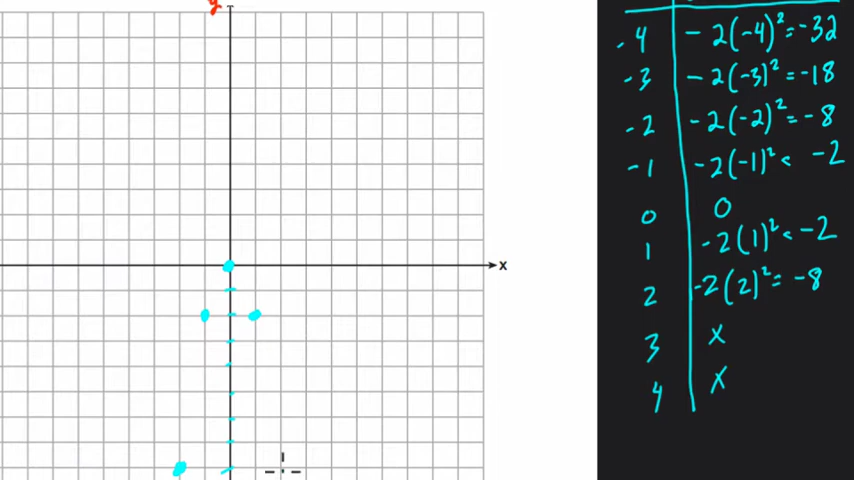 y
x
-4 -2(-4)²=-32
-3 -2(-3)²=-18
-2 -2(-2)²=-8
-1 -2(-1)²= -2
0 0
1 -2(1)²=-2
2 -2(2)²=-8
3 x
4 x